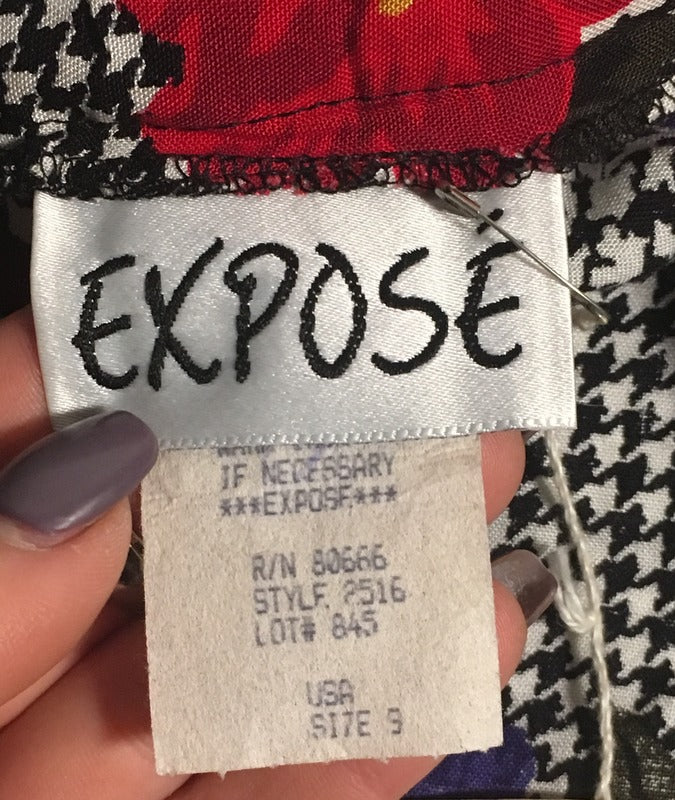 EXPOSÉ
IF NECESSARY
***EXPOSE***
R/N 80666
STYLE 2516
LOT# 845
USA
SIZE 9